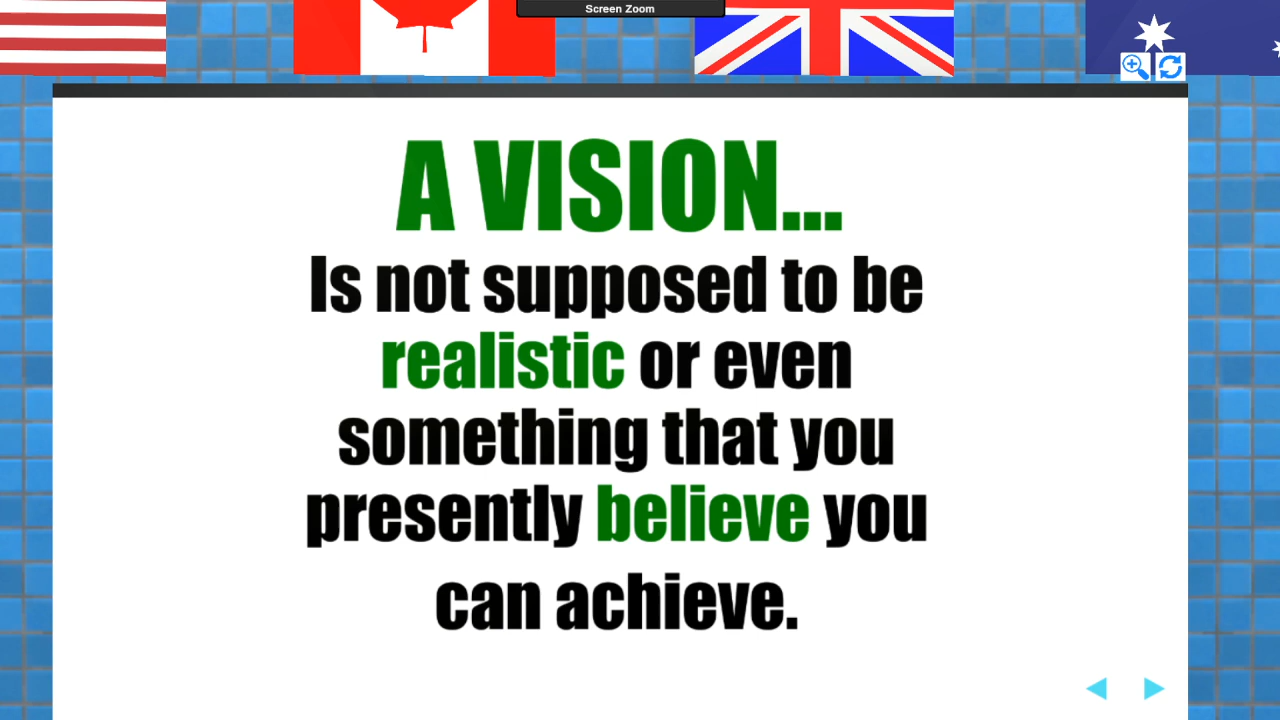 Screen Zoom
A VISION...
Is not supposed to be
realistic or even
something that you
presently believe you
can achieve.